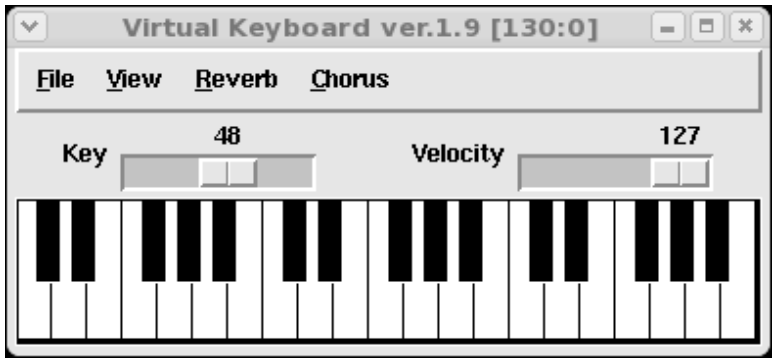 Virtual Keyboard ver.1.9 [130:0]
File View Reverb Chorus
Key 48 Velocity 127